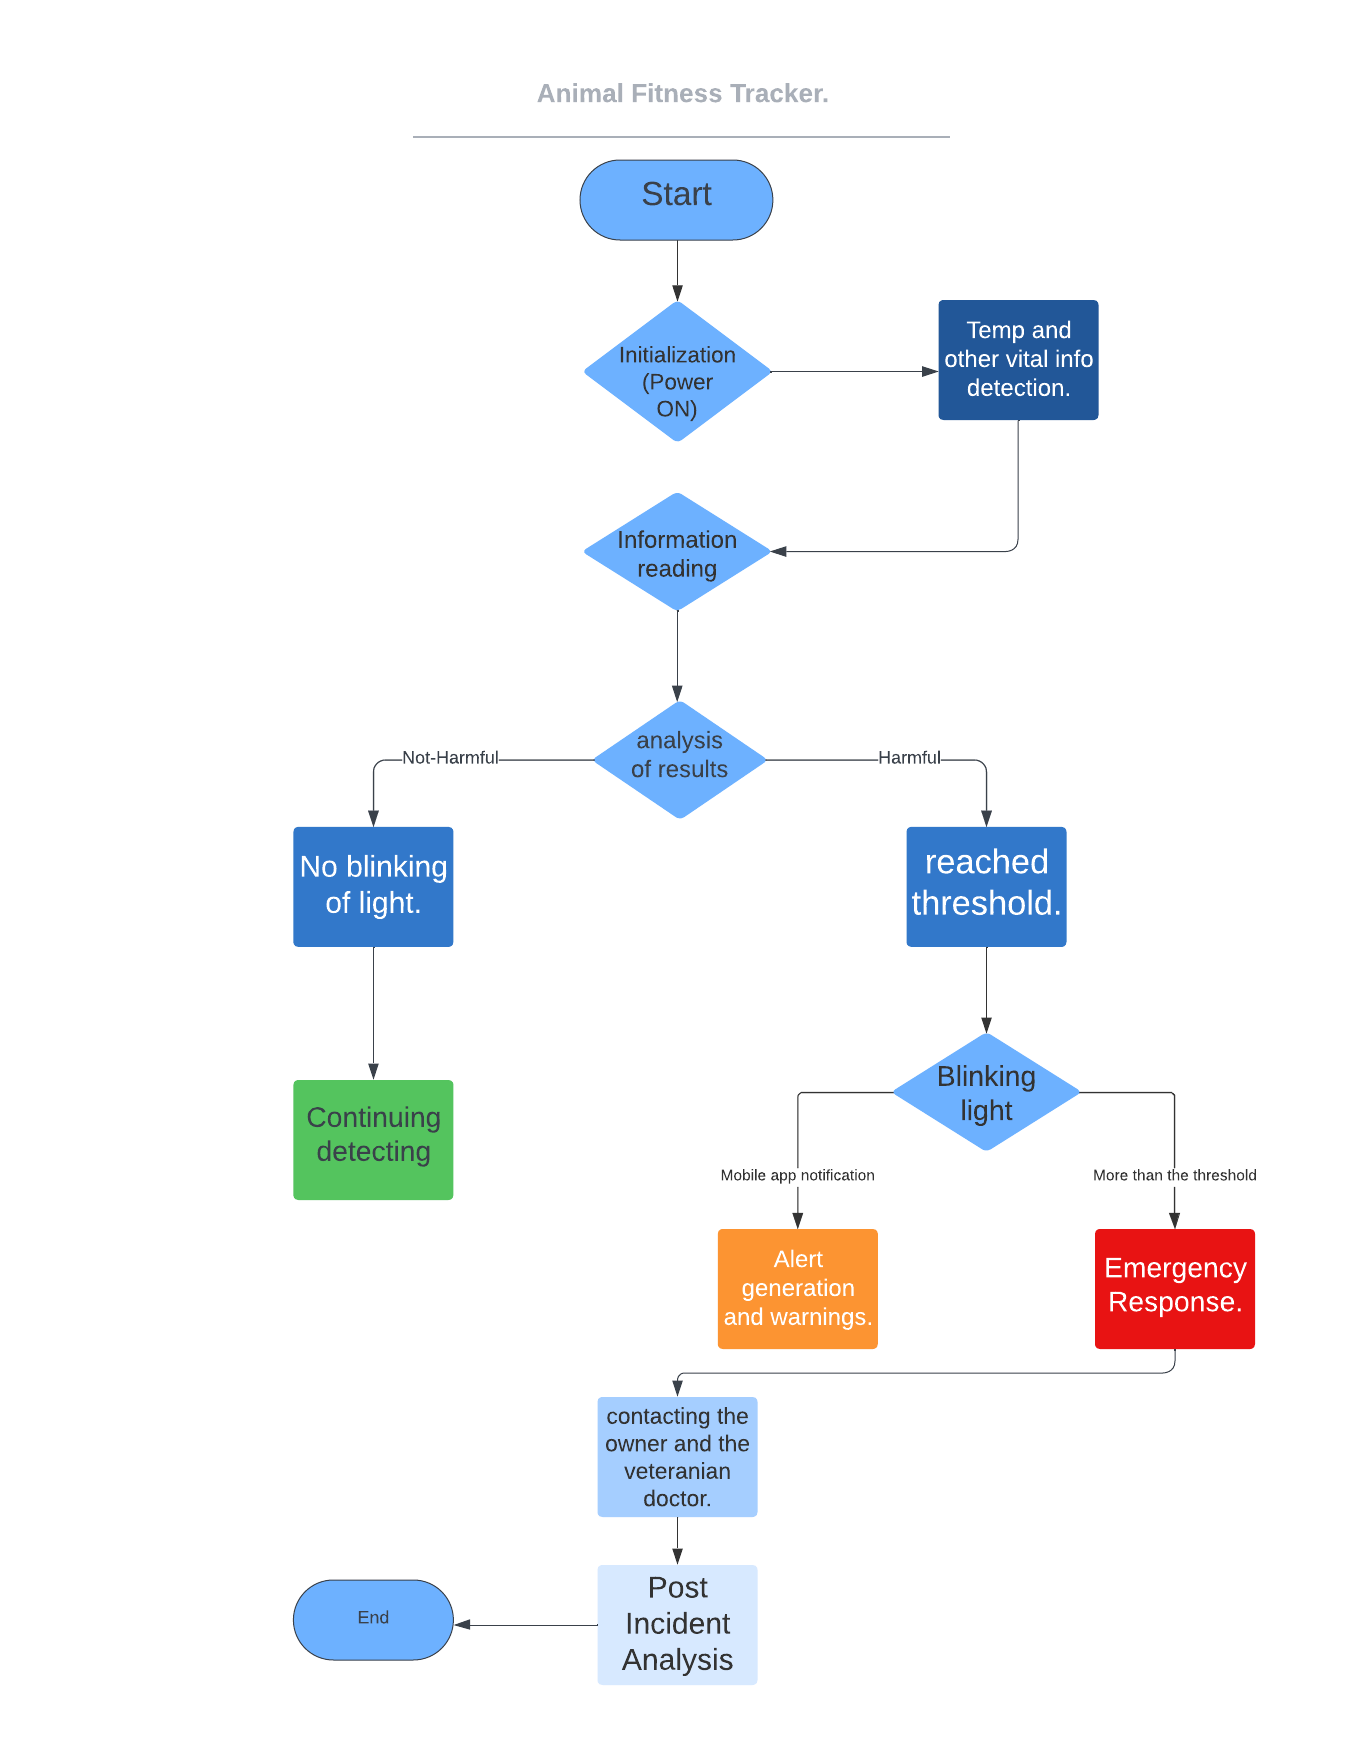 Animal Fitness Tracker.
Start
Initialization
(Power
ON)
Temp and
other vital info
detection.
Information
reading
analysis
of results
Not-Harmful
Harmful
No blinking
of light.
reached
threshold.
Continuing
detecting
Blinking
light
Mobile app notification
More than the threshold
Alert
generation
and warnings.
Emergency
Response.
contacting the
owner and the
veteranian
doctor.
Post
Incident
Analysis
End